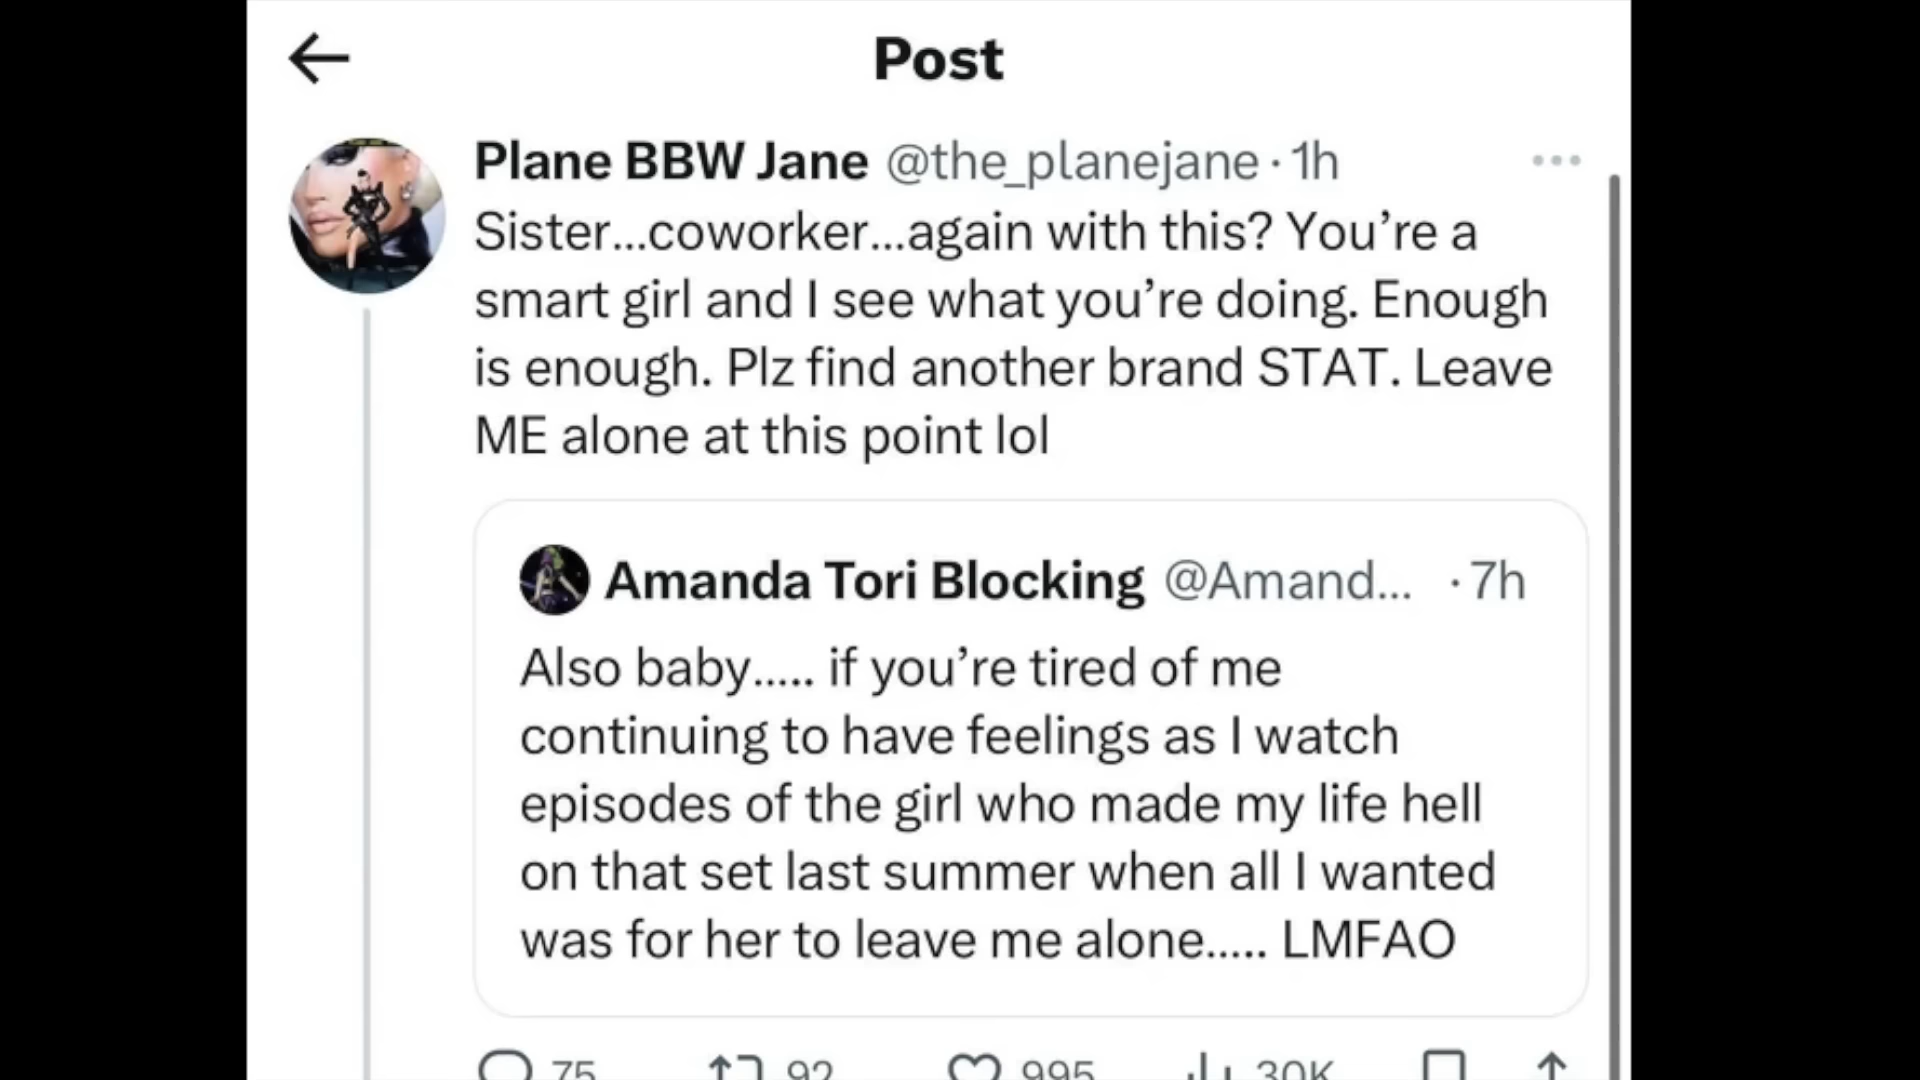 Post
Plane BBW Jane @the_planejane · 1h
Sister...coworker...again with this? You’re a
smart girl and I see what you’re doing. Enough
is enough. Plz find another brand STAT. Leave
ME alone at this point lol
Amanda Tori Blocking @Amand... · 7h
Also baby..... if you’re tired of me
continuing to have feelings as I watch
episodes of the girl who made my life hell
on that set last summer when all I wanted
was for her to leave me alone..... LMFAO
75 92 995 30K